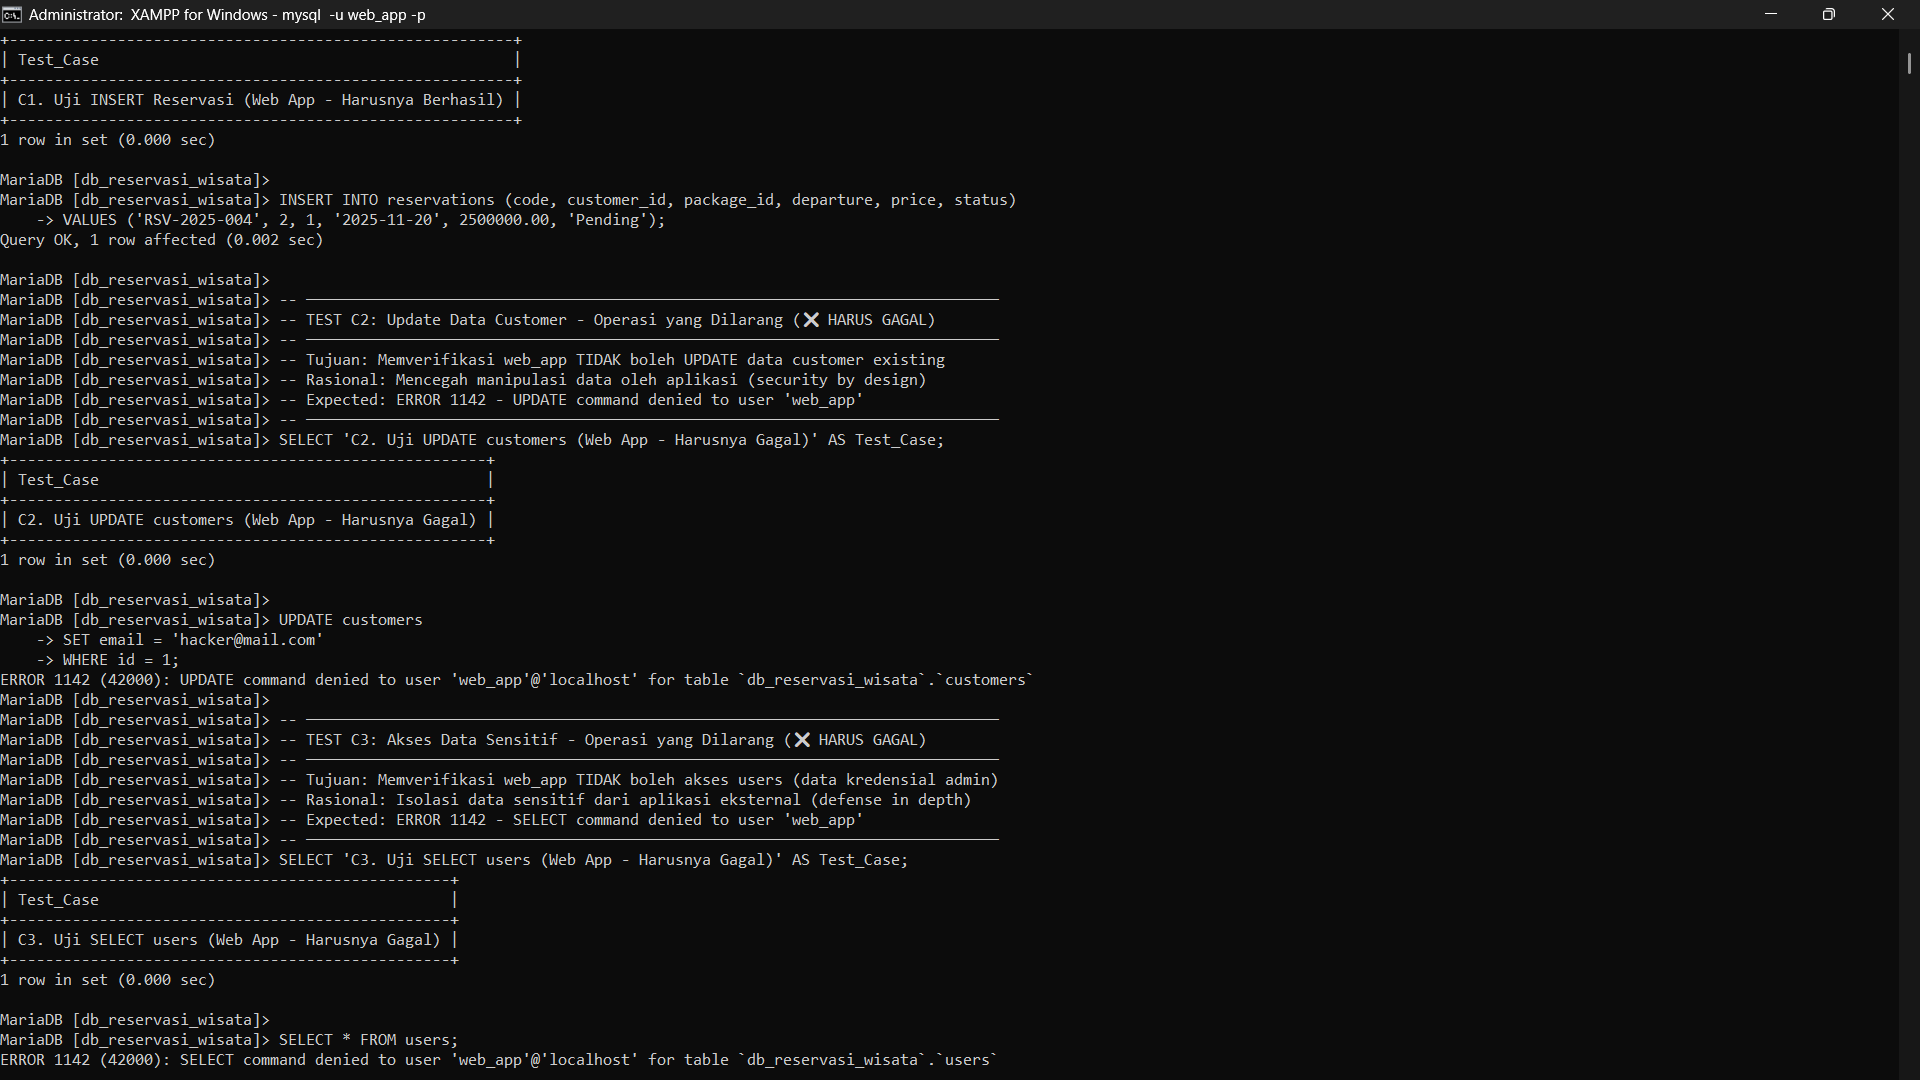 Administrator: XAMPP for Windows - mysql -u web_app -p
+--------------------------------------------------------+
| Test_Case                                              |
+--------------------------------------------------------+
| C1. Uji INSERT Reservasi (Web App - Harusnya Berhasil) |
+--------------------------------------------------------+
1 row in set (0.000 sec)
MariaDB [db_reservasi_wisata]>
MariaDB [db_reservasi_wisata]> INSERT INTO reservations (code, customer_id, package_id, departure, price, status)
    -> VALUES ('RSV-2025-004', 2, 1, '2025-11-20', 2500000.00, 'Pending');
Query OK, 1 row affected (0.002 sec)
MariaDB [db_reservasi_wisata]>
MariaDB [db_reservasi_wisata]> -- ─────────────────────────────────────────────────────────────────────────────
MariaDB [db_reservasi_wisata]> -- TEST C2: Update Data Customer - Operasi yang Dilarang (❌ HARUS GAGAL)
MariaDB [db_reservasi_wisata]> -- ─────────────────────────────────────────────────────────────────────────────
MariaDB [db_reservasi_wisata]> -- Tujuan: Memverifikasi web_app TIDAK boleh UPDATE data customer existing
MariaDB [db_reservasi_wisata]> -- Rasional: Mencegah manipulasi data oleh aplikasi (security by design)
MariaDB [db_reservasi_wisata]> -- Expected: ERROR 1142 - UPDATE command denied to user 'web_app'
MariaDB [db_reservasi_wisata]> -- ─────────────────────────────────────────────────────────────────────────────
MariaDB [db_reservasi_wisata]> SELECT 'C2. Uji UPDATE customers (Web App - Harusnya Gagal)' AS Test_Case;
+-----------------------------------------------------+
| Test_Case                                           |
+-----------------------------------------------------+
| C2. Uji UPDATE customers (Web App - Harusnya Gagal) |
+-----------------------------------------------------+
1 row in set (0.000 sec)
MariaDB [db_reservasi_wisata]>
MariaDB [db_reservasi_wisata]> UPDATE customers
    -> SET email = 'hacker@mail.com'
    -> WHERE id = 1;
ERROR 1142 (42000): UPDATE command denied to user 'web_app'@'localhost' for table `db_reservasi_wisata`.`customers`
MariaDB [db_reservasi_wisata]>
MariaDB [db_reservasi_wisata]> -- ─────────────────────────────────────────────────────────────────────────────
MariaDB [db_reservasi_wisata]> -- TEST C3: Akses Data Sensitif - Operasi yang Dilarang (❌ HARUS GAGAL)
MariaDB [db_reservasi_wisata]> -- ─────────────────────────────────────────────────────────────────────────────
MariaDB [db_reservasi_wisata]> -- Tujuan: Memverifikasi web_app TIDAK boleh akses users (data kredensial admin)
MariaDB [db_reservasi_wisata]> -- Rasional: Isolasi data sensitif dari aplikasi eksternal (defense in depth)
MariaDB [db_reservasi_wisata]> -- Expected: ERROR 1142 - SELECT command denied to user 'web_app'
MariaDB [db_reservasi_wisata]> -- ─────────────────────────────────────────────────────────────────────────────
MariaDB [db_reservasi_wisata]> SELECT 'C3. Uji SELECT users (Web App - Harusnya Gagal)' AS Test_Case;
+-------------------------------------------------+
| Test_Case                                       |
+-------------------------------------------------+
| C3. Uji SELECT users (Web App - Harusnya Gagal) |
+-------------------------------------------------+
1 row in set (0.000 sec)
MariaDB [db_reservasi_wisata]>
MariaDB [db_reservasi_wisata]> SELECT * FROM users;
ERROR 1142 (42000): SELECT command denied to user 'web_app'@'localhost' for table `db_reservasi_wisata`.`users`